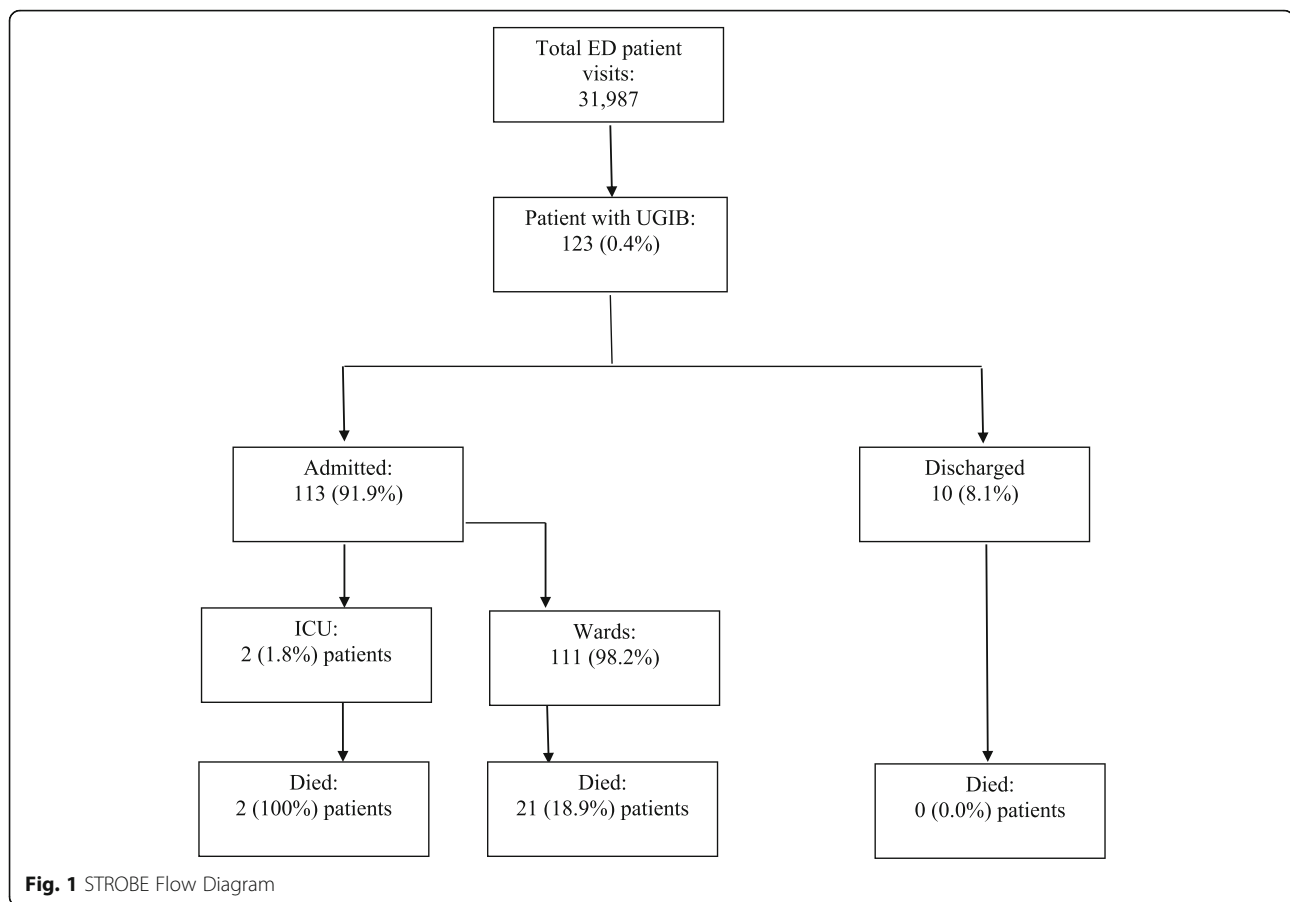 Total ED patient
visits:
31,987
Patient with UGIB:
123 (0.4%)
Admitted:
113 (91.9%)
Discharged
10 (8.1%)
ICU:
2 (1.8%) patients
Wards:
111 (98.2%)
Died:
2 (100%) patients
Died:
21 (18.9%) patients
Died:
0 (0.0%) patients
Fig. 1 STROBE Flow Diagram